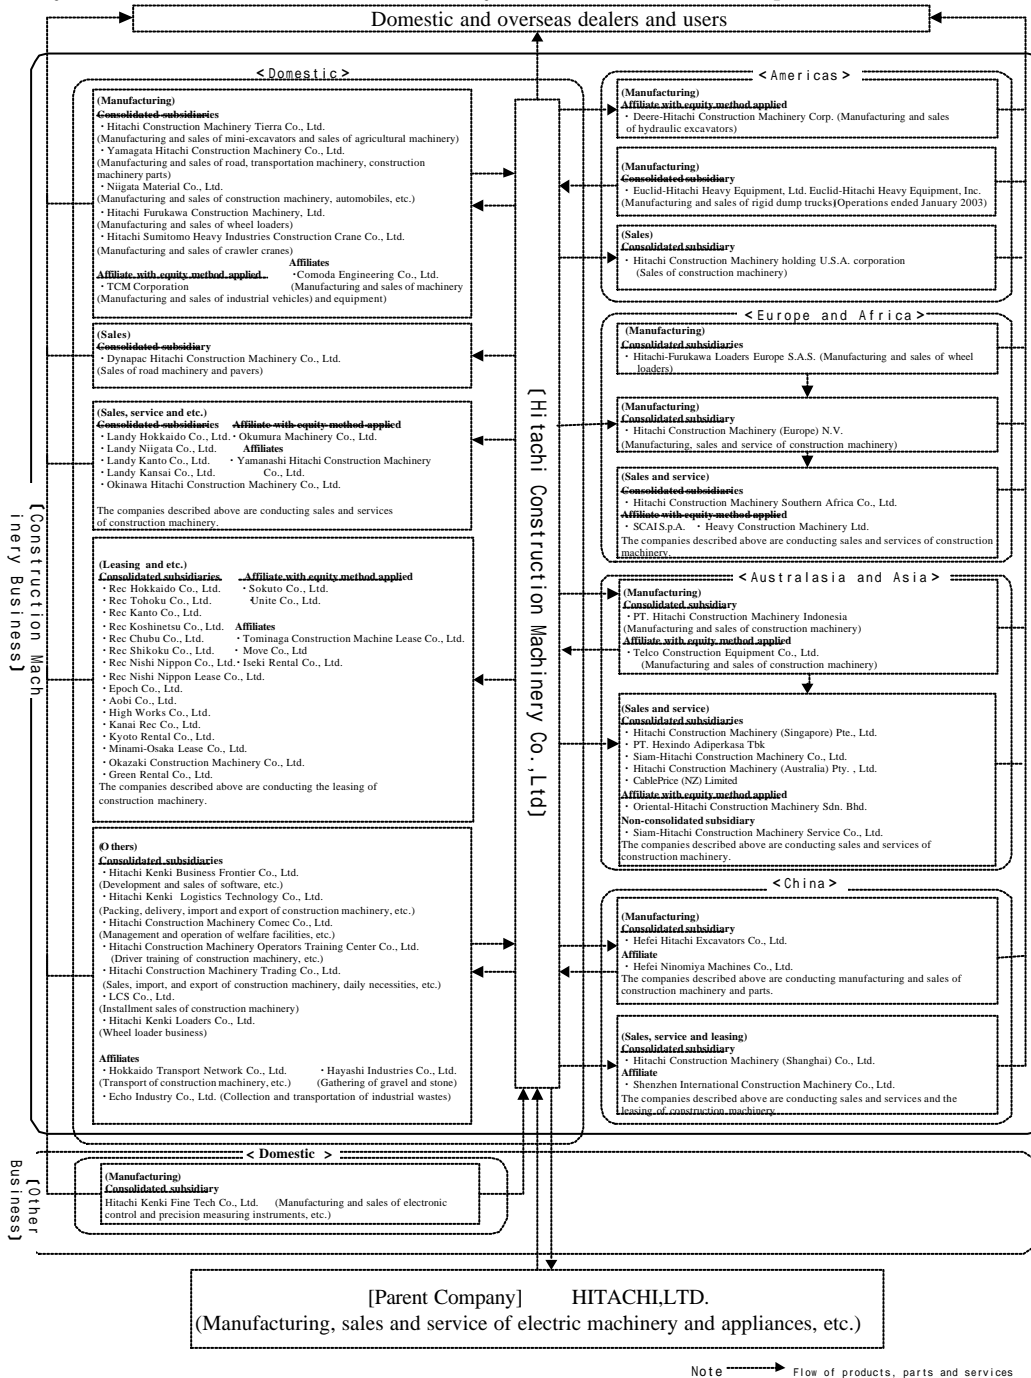 Domestic and overseas dealers and users
[Construction Mach
inery Business]
<Domestic>
(Manufacturing)
Consolidated subsidiaries
・Hitachi Construction Machinery Tierra Co., Ltd.
(Manufacturing and sales of mini-excavators and sales of agricultural machinery)
・Yamagata Hitachi Construction Machinery Co., Ltd.
(Manufacturing and sales of road, transportation machinery, construction
machinery parts)
・Niigata Material Co., Ltd.
(Manufacturing and sales of construction machinery, automobiles, etc.)
・Hitachi Furukawa Construction Machinery, Ltd.
(Manufacturing and sales of wheel loaders)
・Hitachi Sumitomo Heavy Industries Construction Crane Co., Ltd.
(Manufacturing and sales of crawler cranes)
Affiliates
Affiliate with equity method applied ・Comoda Engineering Co., Ltd.
・TCM Corporation (Manufacturing and sales of machinery
(Manufacturing and sales of industrial vehicles) and equipment)
(Sales)
Consolidated subsidiary
・Dynapac Hitachi Construction Machinery Co., Ltd.
(Sales of road machinery and pavers)
(Sales, service and etc.)
Consolidated subsidiaries Affiliate with equity method applied
・Landy Hokkaido Co., Ltd. ・Okumura Machinery Co., Ltd.
・Landy Niigata Co., Ltd. Affiliates
・Landy Kanto Co., Ltd. ・Yamanashi Hitachi Construction Machinery
・Landy Kansai Co., Ltd. Co., Ltd.
・Okinawa Hitachi Construction Machinery Co., Ltd.
The companies described above are conducting sales and services
of construction machinery.
(Leasing and etc.)
Consolidated subsidiaries Affiliate with equity method applied
・Rec Hokkaido Co., Ltd. ・Sokuto Co., Ltd.
・Rec Tohoku Co., Ltd. ・Unite Co., Ltd.
・Rec Kanto Co., Ltd.
・Rec Koshinetsu Co., Ltd. Affiliates
・Rec Chubu Co., Ltd. ・Tominaga Construction Machine Lease Co., Ltd.
・Rec Shikoku Co., Ltd. ・Move Co., Ltd
・Rec Nishi Nippon Co., Ltd. ・Iseki Rental Co., Ltd.
・Rec Nishi Nippon Lease Co., Ltd.
・Epoch Co., Ltd.
・Aobi Co., Ltd.
・High Works Co., Ltd.
・Kanai Rec Co., Ltd.
・Kyoto Rental Co., Ltd.
・Minami-Osaka Lease Co., Ltd.
・Okazaki Construction Machinery Co., Ltd.
・Green Rental Co., Ltd.
The companies described above are conducting the leasing of
construction machinery.
(Others)
Consolidated subsidiaries
・Hitachi Kenki Business Frontier Co., Ltd.
(Development and sales of software, etc.)
・Hitachi Kenki Logistics Technology Co., Ltd.
(Packing, delivery, import and export of construction machinery, etc.)
・Hitachi Construction Machinery Comec Co., Ltd.
(Management and operation of welfare facilities, etc.)
・Hitachi Construction Machinery Operators Training Center Co., Ltd.
(Driver training of construction machinery, etc.)
・Hitachi Construction Machinery Trading Co., Ltd.
(Sales, import, and export of construction machinery, daily necessities, etc.)
・LCS Co., Ltd.
(Installment sales of construction machinery)
・Hitachi Kenki Loaders Co., Ltd.
(Wheel loader business)
Affiliates
・Hokkaido Transport Network Co., Ltd. ・Hayashi Industries Co., Ltd.
(Transport of construction machinery, etc.) (Gathering of gravel and stone)
・Echo Industry Co., Ltd. (Collection and transportation of industrial wastes)
[Hitachi Construction Machinery Co.,Ltd]
<Americas>
(Manufacturing)
Affiliate with equity method applied
・Deere-Hitachi Construction Machinery Corp. (Manufacturing and sales
of hydraulic excavators)
(Manufacturing)
Consolidated subsidiary
・Euclid-Hitachi Heavy Equipment, Ltd. Euclid-Hitachi Heavy Equipment, Inc.
(Manufacturing and sales of rigid dump trucks)(Operations ended January 2003)
(Sales)
Consolidated subsidiary
・Hitachi Construction Machinery holding U.S.A. corporation
(Sales of construction machinery)
<Europe and Africa>
(Manufacturing)
Consolidated subsidiaries
・Hitachi-Furukawa Loaders Europe S.A.S. (Manufacturing and sales of wheel
loaders)
(Manufacturing)
Consolidated subsidiary
・Hitachi Construction Machinery (Europe) N.V.
(Manufacturing, sales and service of construction machinery)
(Sales and service)
Consolidated subsidiaries
・Hitachi Construction Machinery Southern Africa Co., Ltd.
Affiliate with equity method applied
・SCAI S.p.A. ・Heavy Construction Machinery Ltd.
The companies described above are conducting sales and services of construction
machinery.
<Australasia and Asia>
(Manufacturing)
Consolidated subsidiary
・PT. Hitachi Construction Machinery Indonesia
(Manufacturing and sales of construction machinery)
Affiliate with equity method applied
・Telco Construction Equipment Co., Ltd.
(Manufacturing and sales of construction machinery)
(Sales and service)
Consolidated subsidiaries
・Hitachi Construction Machinery (Singapore) Pte., Ltd.
・PT. Hexindo Adiperkasa Tbk
・Siam-Hitachi Construction Machinery Co., Ltd.
・Hitachi Construction Machinery (Australia) Pty. , Ltd.
・CablePrice (NZ) Limited
Affiliate with equity method applied
・Oriental-Hitachi Construction Machinery Sdn. Bhd.
Non-consolidated subsidiary
・Siam-Hitachi Construction Machinery Service Co., Ltd.
The companies described above are conducting sales and services of
construction machinery.
<China>
(Manufacturing)
Consolidated subsidiary
・Hefei Hitachi Excavators Co., Ltd.
Affiliate
・Hefei Ninomiya Machines Co., Ltd.
The companies described above are conducting manufacturing and sales of
construction machinery and parts.
(Sales, service and leasing)
Consolidated subsidiary
・Hitachi Construction Machinery (Shanghai) Co., Ltd.
Affiliate
・Shenzhen International Construction Machinery Co., Ltd.
The companies described above are conducting sales and services and the
leasing of construction machinery
[Other
Business]
< Domestic >
(Manufacturing)
Consolidated subsidiary
Hitachi Kenki Fine Tech Co., Ltd. (Manufacturing and sales of electronic
control and precision measuring instruments, etc.)
[Parent Company] HITACHI,LTD.
(Manufacturing, sales and service of electric machinery and appliances, etc.)
Note Flow of products, parts and services